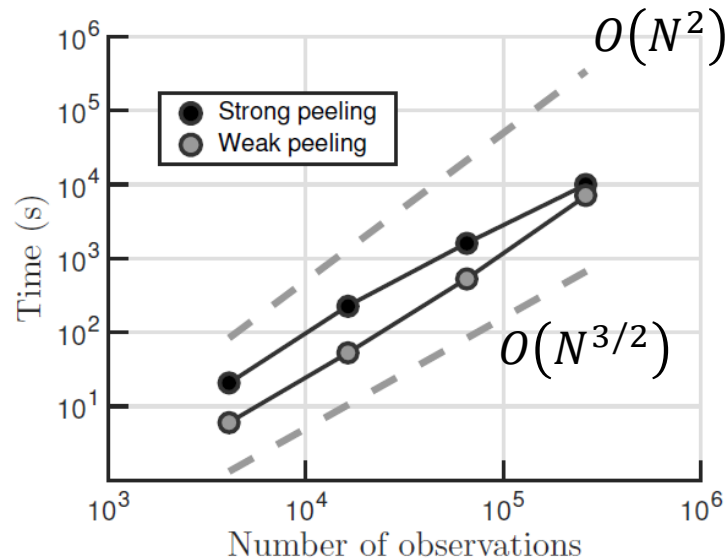 10^6
O(N^2)
10^5
Strong peeling
Weak peeling
10^4
Time (s)
10^3
10^2
O(N^{3/2})
10^1
10^3
10^4
10^5
10^6
Number of observations